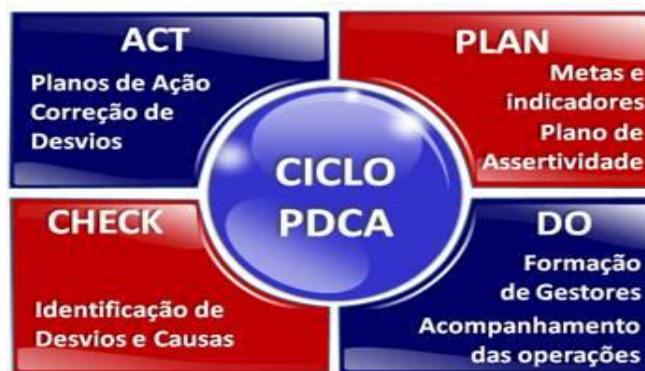 ACT
Planos de Ação
Correção de
Desvios
PLAN
Metas e
indicadores
Plano de
Assertividade
CICLO
PDCA
CHECK
Identificação de
Desvios e Causas
DO
Formação
de Gestores
Acompanhamento
das operações